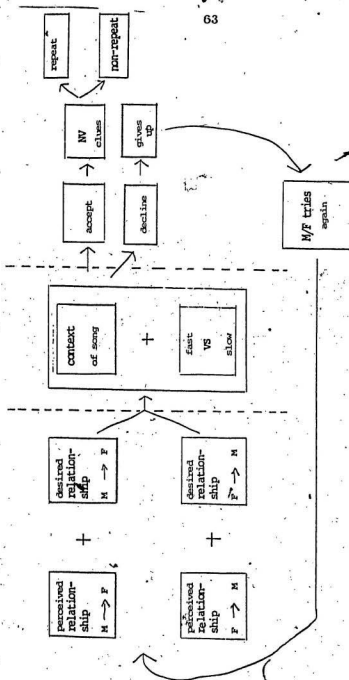 63
perceived
relation-
ship
M → F
+
desired
relation-
ship
M → F
perceived
relation-
ship
F → M
+
desired
relation-
ship
F → M
context
of song
+
fast
VS
slow
accept
NV
clues
repeat
non-repeat
decline
gives
up
M/F tries
again